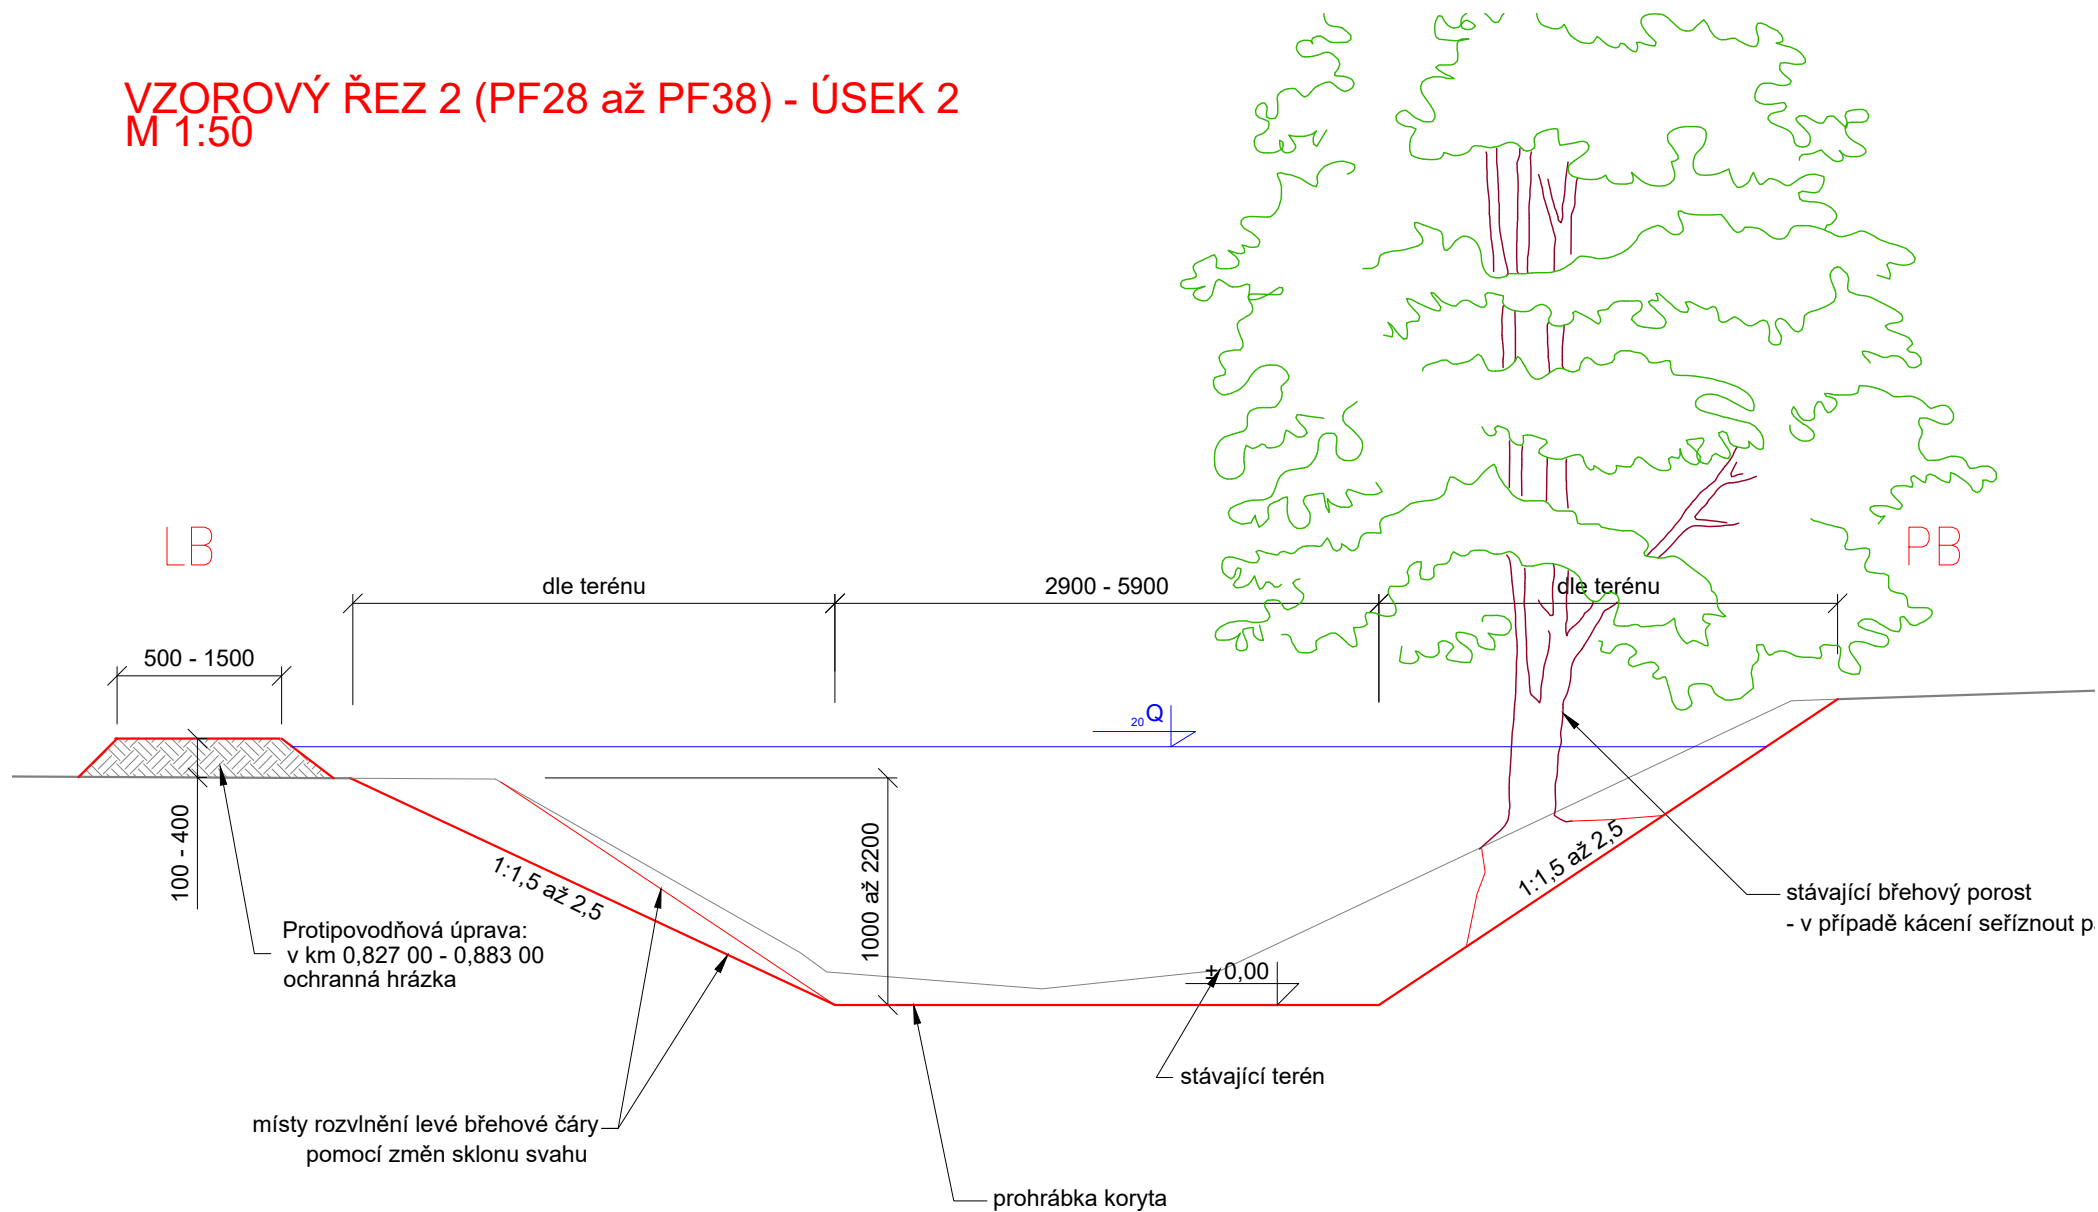 VZOROVÝ ŘEZ 2 (PF28 až PF38) - ÚSEK 2
M 1:50
LB
PB
dle terénu
2900 - 5900
dle terénu
500 - 1500
20Q
100 - 400
1:1,5 až 2,5
1000 až 2200
1:1,5 až 2,5
stávající břehový porost
- v případě kácení seříznout
Protipovodňová úprava:
v km 0,827 00 - 0,883 00
ochranná hrázka
± 0,00
stávající terén
místy rozvlnění levé břehové čáry
pomocí změn sklonu svahu
prohrábka koryta